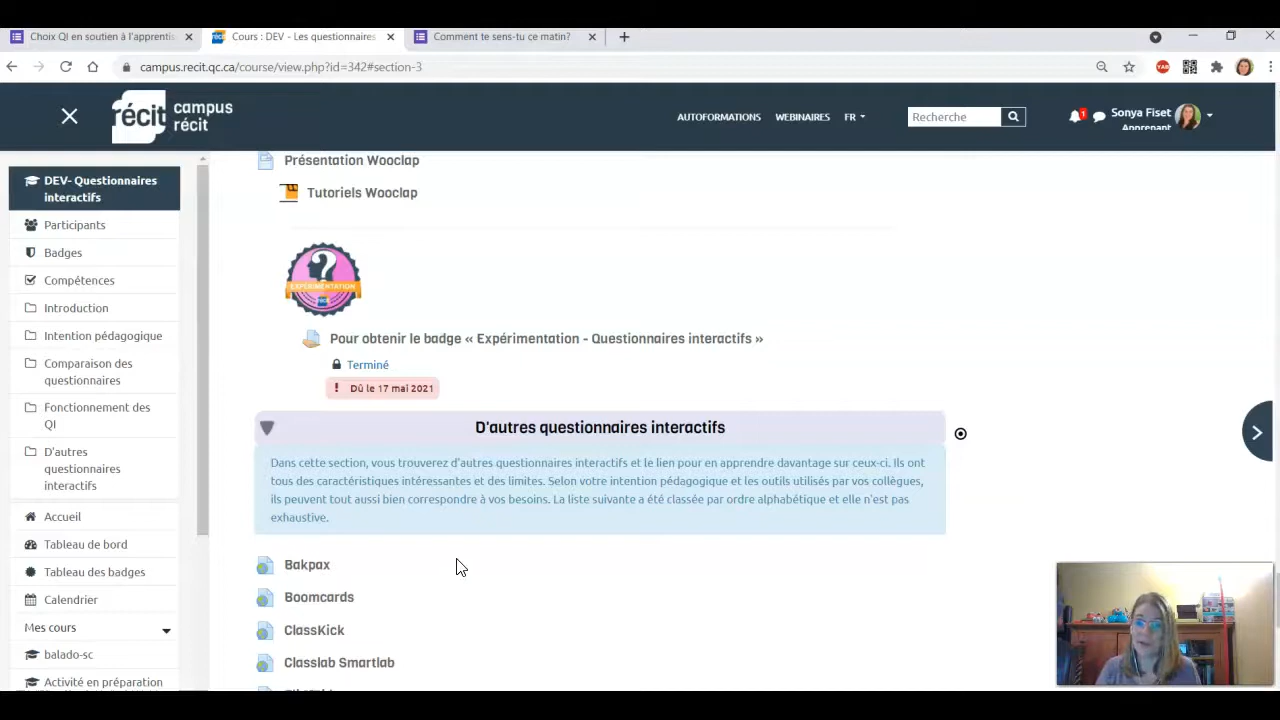 Choix QI en soutien à l'apprentis
Cours : DEV - Les questionnaires
Comment te sens-tu ce matin?
campus.recit.qc.ca/course/view.php?id=342#section-3
récit campus récit
AUTOFORMATIONS WEBINAIRES FR
Recherche
1
Sonya Fiset
Apprenant
DEV- Questionnaires interactifs
Participants
Badges
Compétences
Introduction
Intention pédagogique
Comparaison des questionnaires
Fonctionnement des QI
D'autres questionnaires interactifs
Accueil
Tableau de bord
Tableau des badges
Calendrier
Mes cours
balado-sc
Activité en préparation
Présentation Wooclap
Tutoriels Wooclap
?
EXPÉRIMENTATION
Pour obtenir le badge « Expérimentation - Questionnaires interactifs »
Terminé
! Dû le 17 mai 2021
D'autres questionnaires interactifs
Dans cette section, vous trouverez d'autres questionnaires interactifs et le lien pour en apprendre davantage sur ceux-ci. Ils ont
tous des caractéristiques intéressantes et des limites. Selon votre intention pédagogique et les outils utilisés par vos collègues,
ils peuvent tout aussi bien correspondre à vos besoins. La liste suivante a été classée par ordre alphabétique et elle n'est pas
exhaustive.
Bakpax
Boomcards
ClassKick
Classlab Smartlab